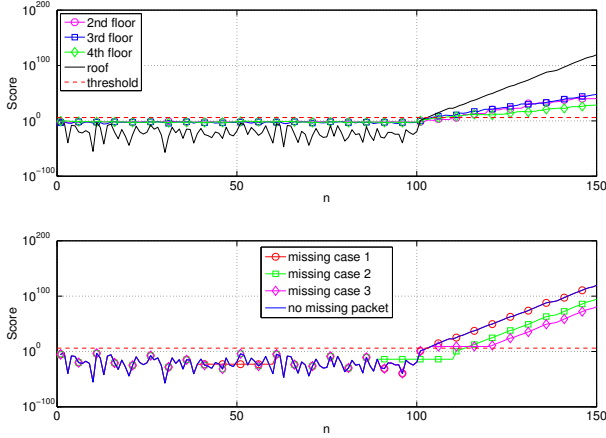 10^200
10^100
10^0
10^-100
Score
2nd floor
3rd floor
4th floor
roof
threshold
0
50
100
150
n
10^200
10^100
10^0
10^-100
Score
missing case 1
missing case 2
missing case 3
no missing packet
0
50
100
150
n